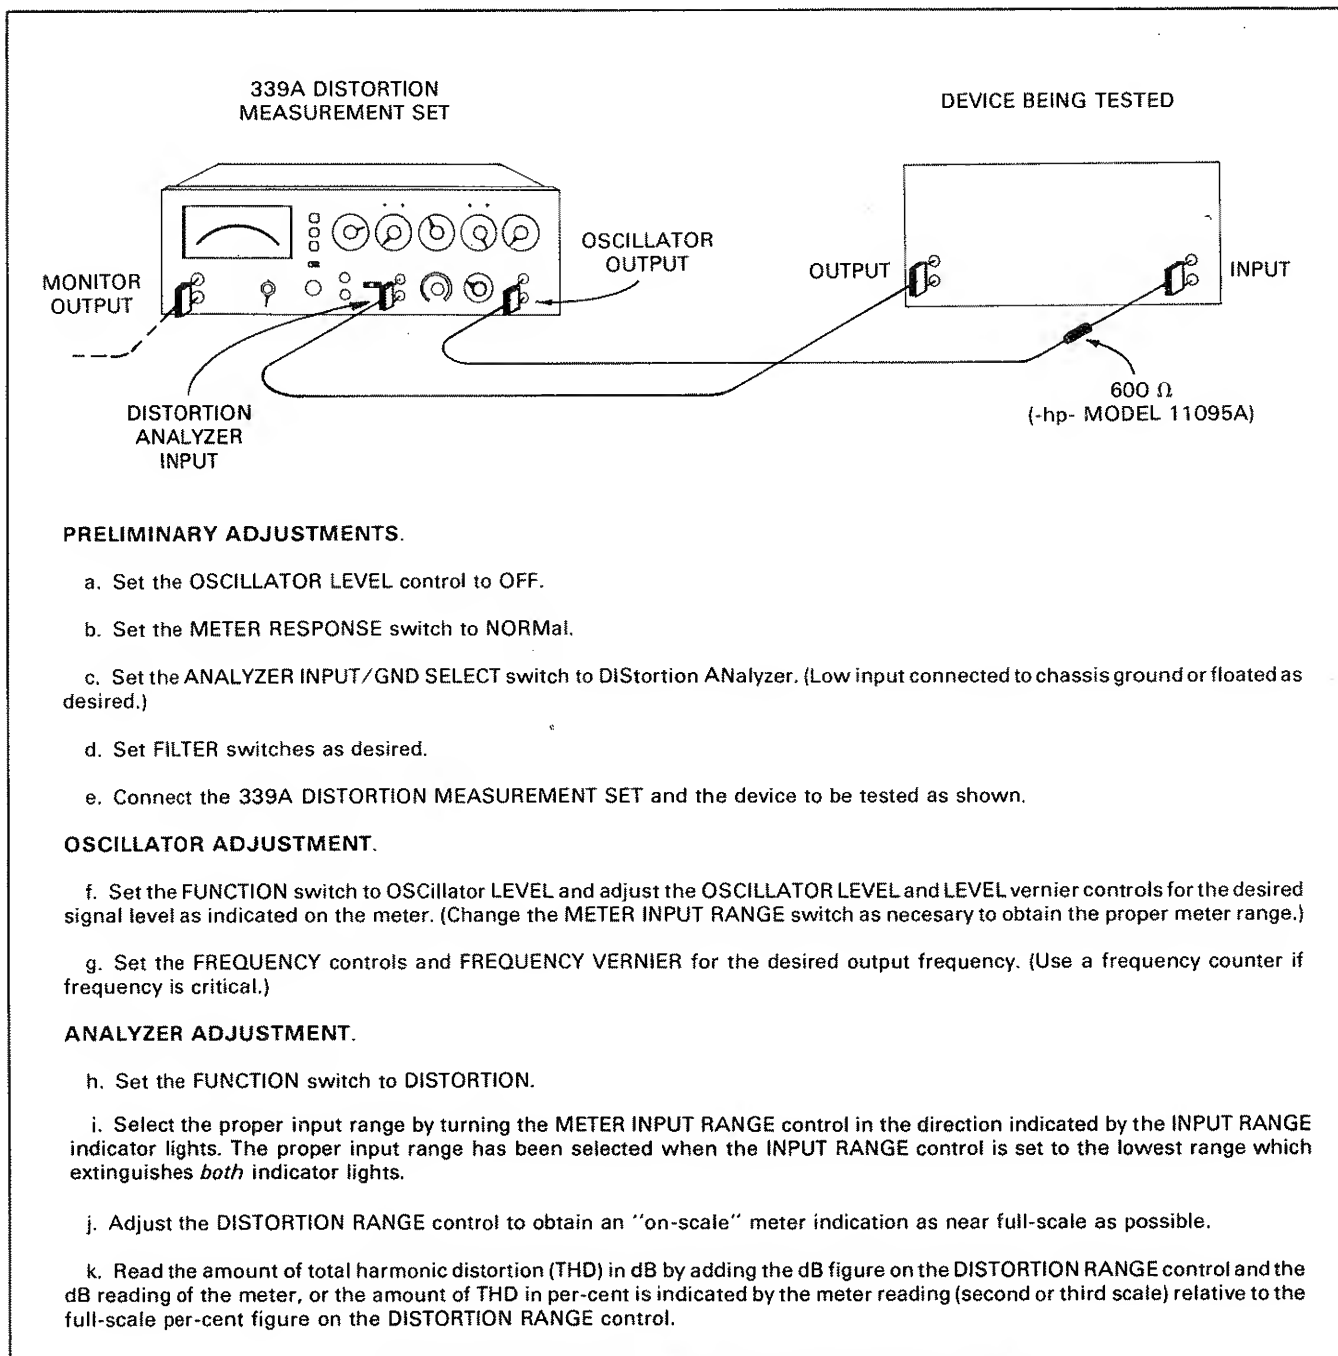 339A DISTORTION
MEASUREMENT SET
DEVICE BEING TESTED
MONITOR
OUTPUT
OSCILLATOR
OUTPUT
OUTPUT
INPUT
DISTORTION
ANALYZER
INPUT
600 Ω
(-hp- MODEL 11095A)
PRELIMINARY ADJUSTMENTS.
a. Set the OSCILLATOR LEVEL control to OFF.
b. Set the METER RESPONSE switch to NORMal.
c. Set the ANALYZER INPUT/GND SELECT switch to DIStortion ANalyzer. (Low input connected to chassis ground or floated as
desired.)
d. Set FILTER switches as desired.
e. Connect the 339A DISTORTION MEASUREMENT SET and the device to be tested as shown.
OSCILLATOR ADJUSTMENT.
f. Set the FUNCTION switch to OSCillator LEVEL and adjust the OSCILLATOR LEVEL and LEVEL vernier controls for the desired
signal level as indicated on the meter. (Change the METER INPUT RANGE switch as necesary to obtain the proper meter range.)
g. Set the FREQUENCY controls and FREQUENCY VERNIER for the desired output frequency. (Use a frequency counter if
frequency is critical.)
ANALYZER ADJUSTMENT.
h. Set the FUNCTION switch to DISTORTION.
i. Select the proper input range by turning the METER INPUT RANGE control in the direction indicated by the INPUT RANGE
indicator lights. The proper input range has been selected when the INPUT RANGE control is set to the lowest range which
extinguishes both indicator lights.
j. Adjust the DISTORTION RANGE control to obtain an "on-scale" meter indication as near full-scale as possible.
k. Read the amount of total harmonic distortion (THD) in dB by adding the dB figure on the DISTORTION RANGE control and the
dB reading of the meter, or the amount of THD in per-cent is indicated by the meter reading (second or third scale) relative to the
full-scale per-cent figure on the DISTORTION RANGE control.